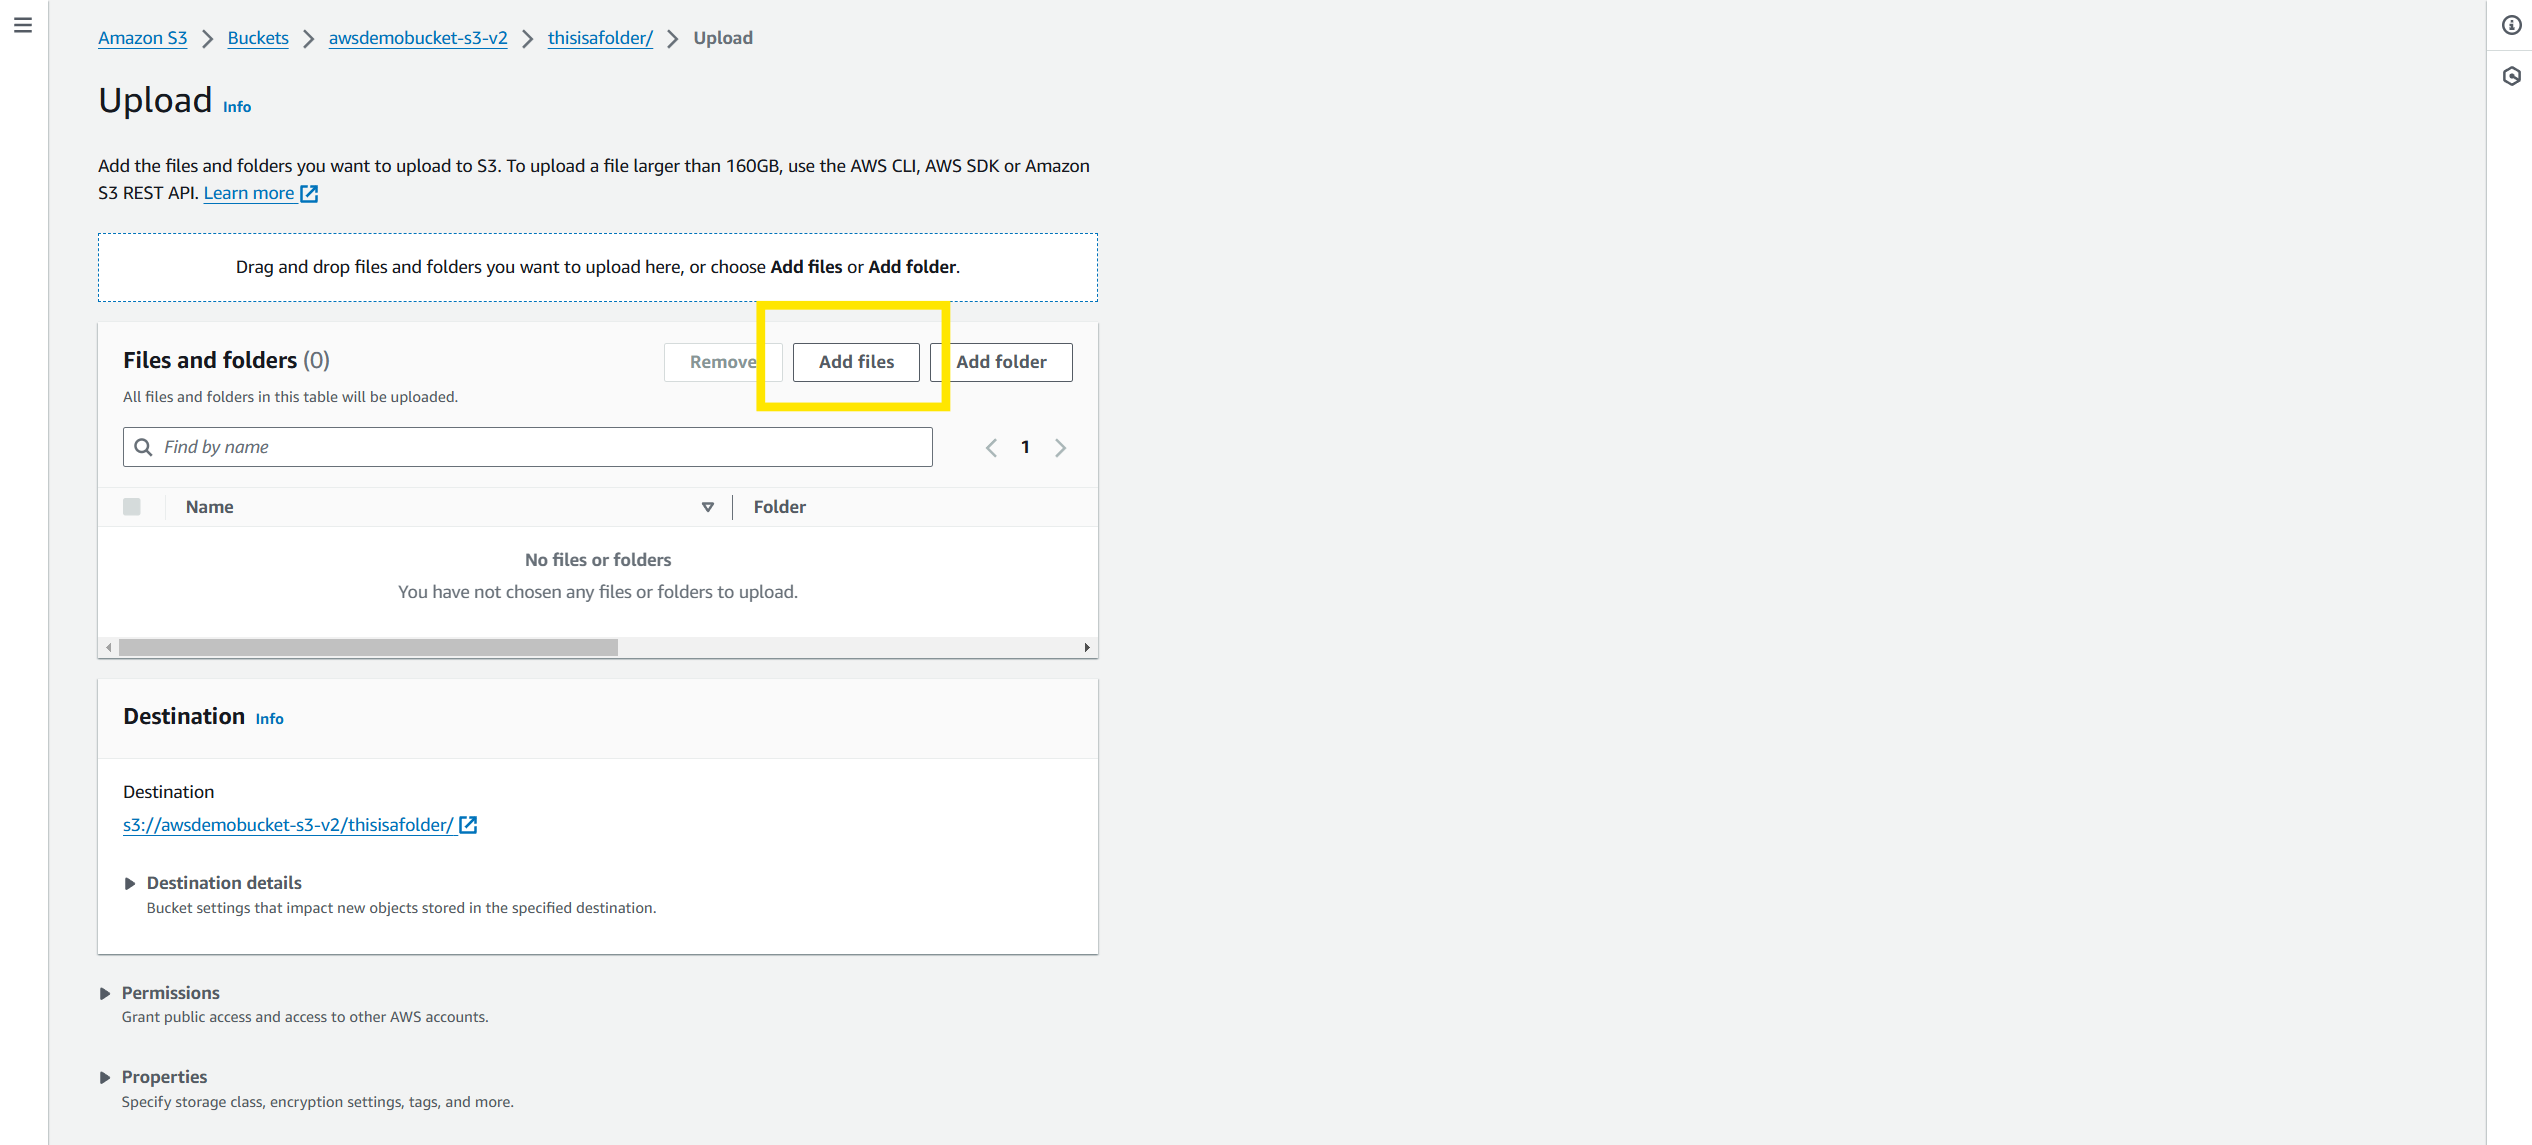 Amazon S3 > Buckets > awsdemobucket-s3-v2 > thisisafolder/ > Upload
Upload Info
Add the files and folders you want to upload to S3. To upload a file larger than 160GB, use the AWS CLI, AWS SDK or Amazon
S3 REST API. Learn more
Drag and drop files and folders you want to upload here, or choose Add files or Add folder.
Files and folders (0)
Remove Add files Add folder
All files and folders in this table will be uploaded.
Find by name
1
Name Folder
No files or folders
You have not chosen any files or folders to upload.
Destination Info
Destination
s3://awsdemobucket-s3-v2/thisisafolder/
Destination details
Bucket settings that impact new objects stored in the specified destination.
Permissions
Grant public access and access to other AWS accounts.
Properties
Specify storage class, encryption settings, tags, and more.